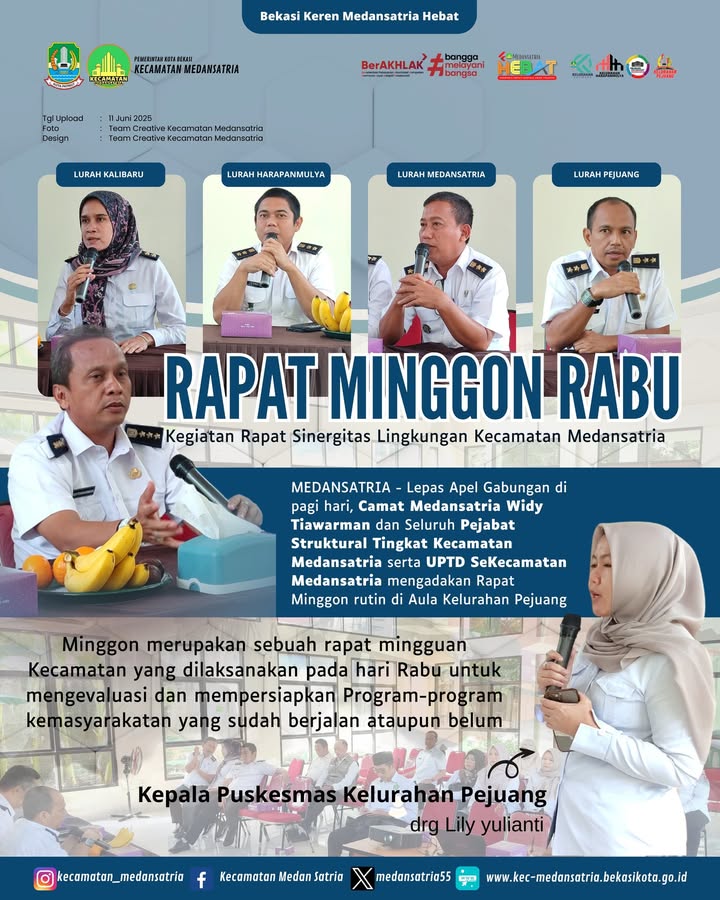 Bekasi Keren Medansatria Hebat
PEMERINTAH KOTA BEKASI
KECAMATAN MEDANSATRIA
KECAMATAN
MEDANSATRIA
BerAKHLAK
#bangga
melayani
bangsa
MEDANSATRIA
HEBAT
Tgl Upload : 11 Juni 2025
Foto : Team Creative Kecamatan Medansatria
Design : Team Creative Kecamatan Medansatria
LURAH KALIBARU
LURAH HARAPANMULYA
LURAH MEDANSATRIA
LURAH PEJUANG
RAPAT MINGGON RABU
Kegiatan Rapat Sinergitas Lingkungan Kecamatan Medansatria
MEDANSATRIA - Lepas Apel Gabungan di
pagi hari, Camat Medansatria Widy
Tiawarman dan Seluruh Pejabat
Struktural Tingkat Kecamatan
Medansatria serta UPTD SeKecamatan
Medansatria mengadakan Rapat
Minggon rutin di Aula Kelurahan Pejuang
Minggon merupakan sebuah rapat mingguan
Kecamatan yang dilaksanakan pada hari Rabu untuk
mengevaluasi dan mempersiapkan Program-program
kemasyarakatan yang sudah berjalan ataupun belum
Kepala Puskesmas Kelurahan Pejuang
drg Lily yulianti
kecamatan_medansatria
Kecamatan Medan Satria
medansatria55
www.kec-medansatria.bekasikota.go.id